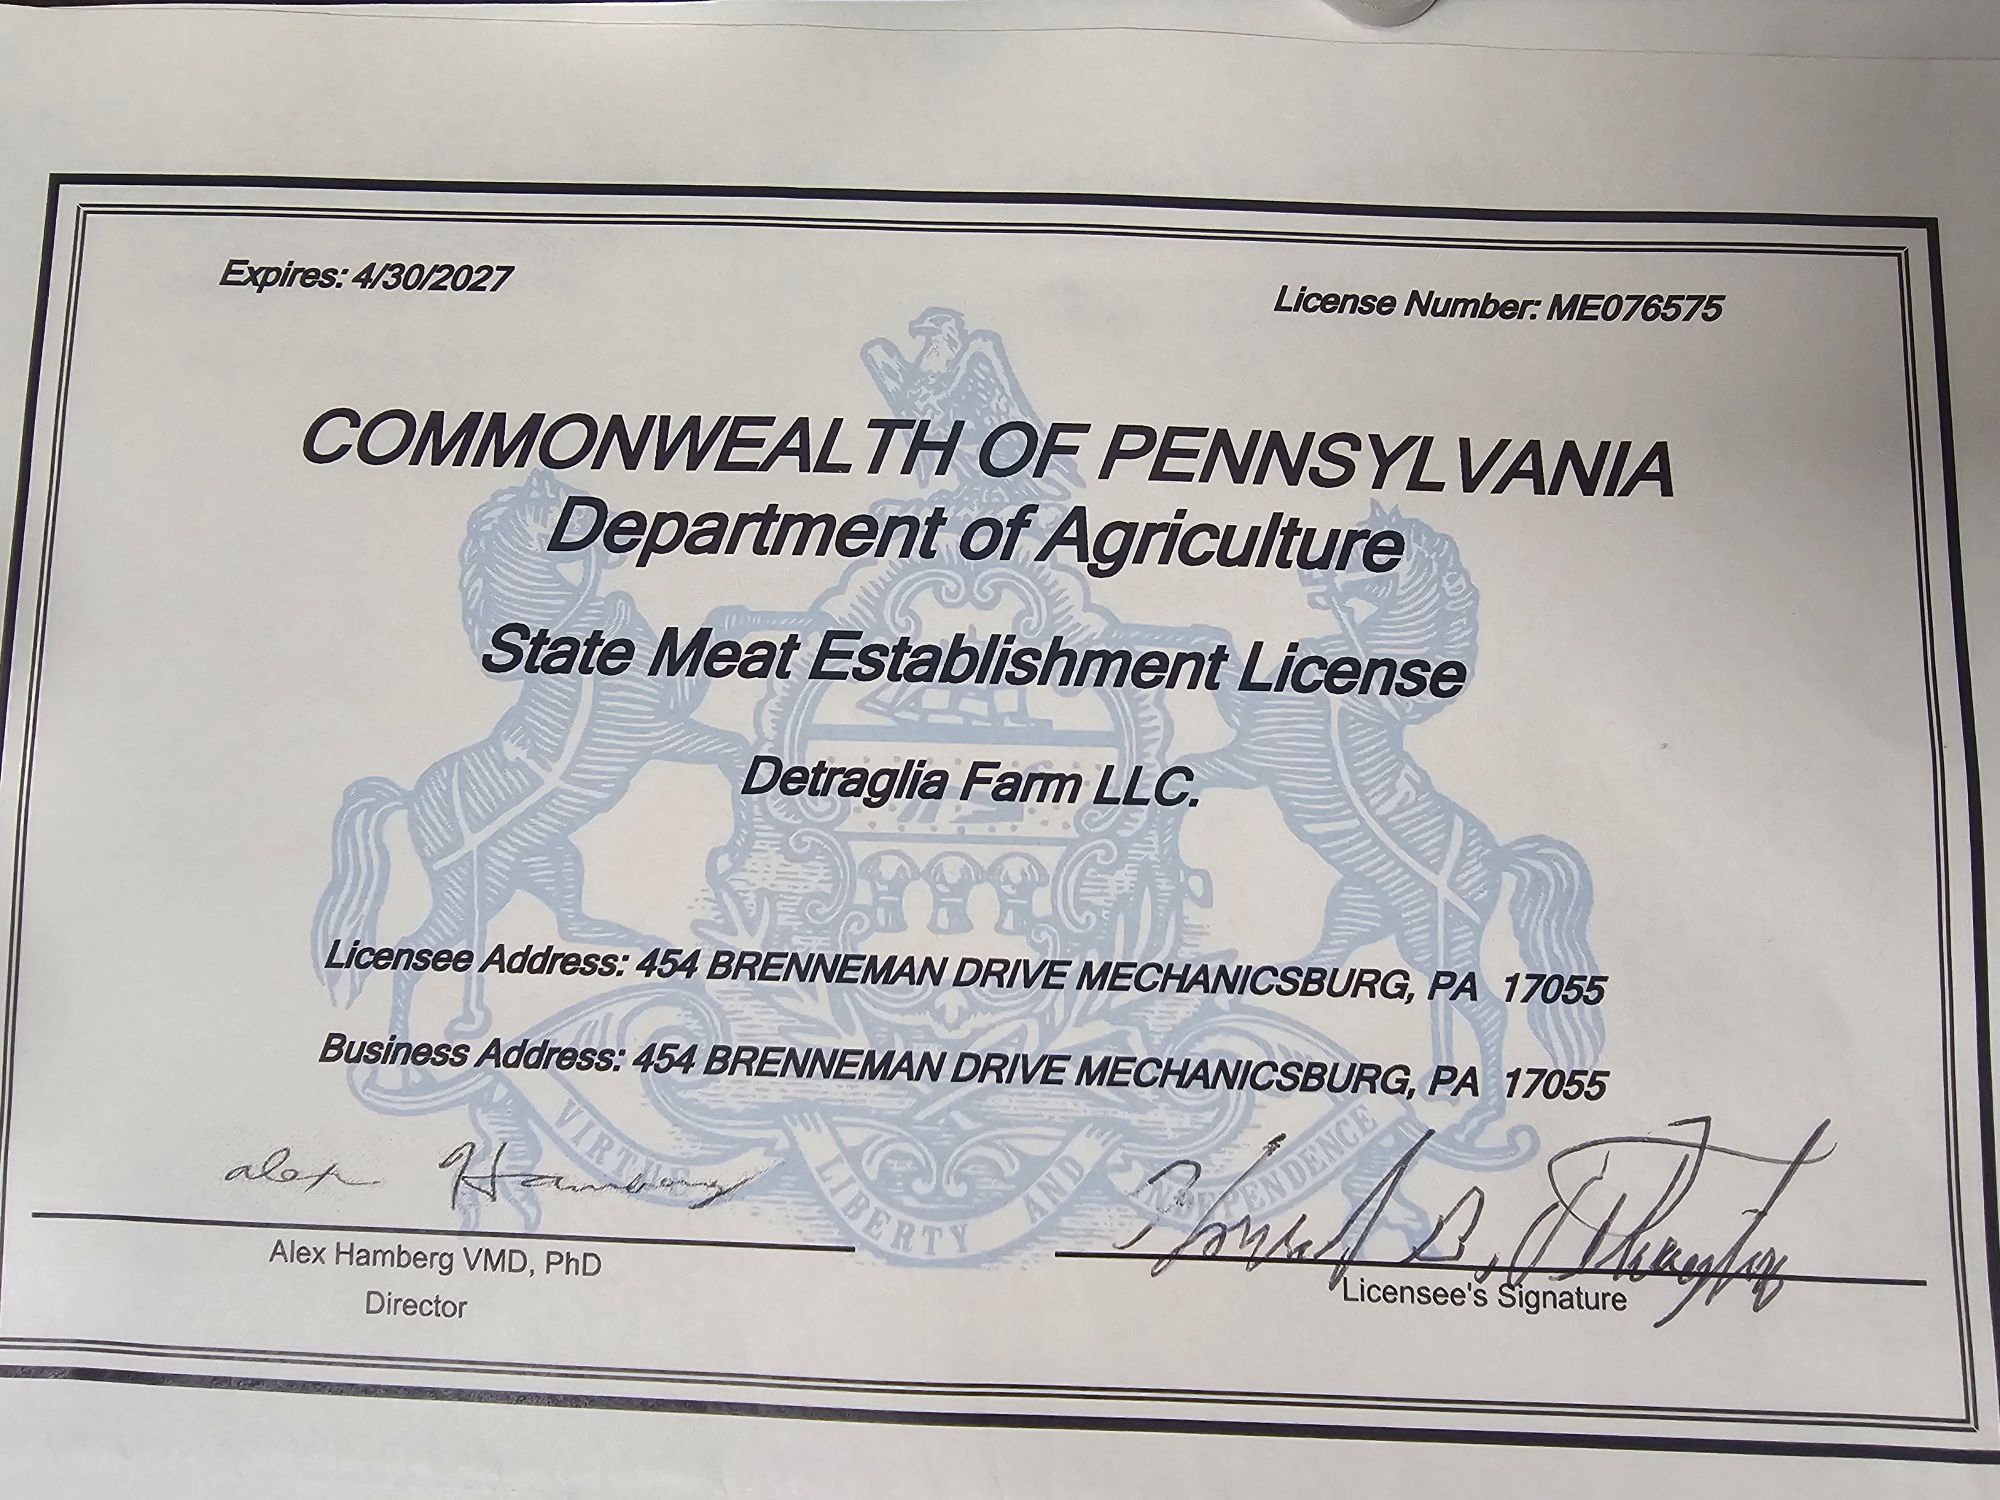 Expires: 4/30/2027
License Number: ME076575
COMMONWEALTH OF PENNSYLVANIA
Department of Agriculture
State Meat Establishment License
Detraglia Farm LLC.
Licensee Address: 454 BRENNEMAN DRIVE MECHANICSBURG, PA 17055
Business Address: 454 BRENNEMAN DRIVE MECHANICSBURG, PA 17055
VIRTUE LIBERTY AND INDEPENDENCE
Alex Hamberg
Alex Hamberg VMD, PhD
Director
Licensee's Signature